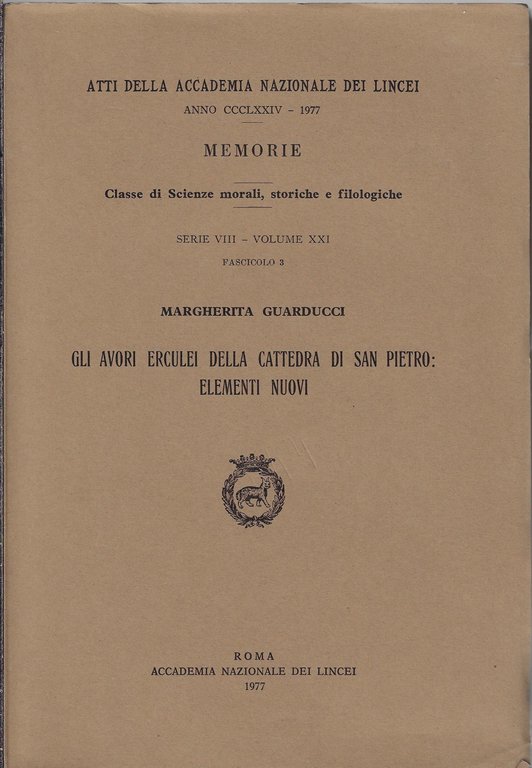 ATTI DELLA ACCADEMIA NAZIONALE DEI LINCEI
ANNO CCCLXXIV – 1977
MEMORIE
Classe di Scienze morali, storiche e filologiche
SERIE VIII – VOLUME XXI
FASCICOLO 3
MARGHERITA GUARDUCCI
GLI AVORI ERCULEI DELLA CATTEDRA DI SAN PIETRO:
ELEMENTI NUOVI
ROMA
ACCADEMIA NAZIONALE DEI LINCEI
1977